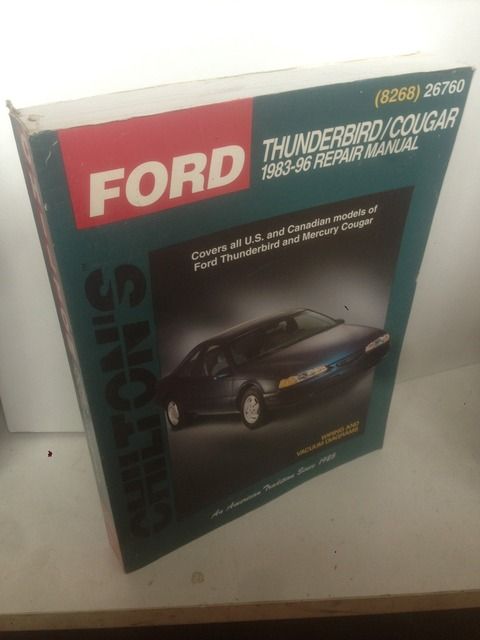 (8268) 26760
FORD
THUNDERBIRD/COUGAR
1983-96 REPAIR MANUAL
Covers all U.S. and Canadian models of
Ford Thunderbird and Mercury Cougar
CHILTON'S
WIRING AND
VACUUM DIAGRAMS
An American Tradition Since 1922